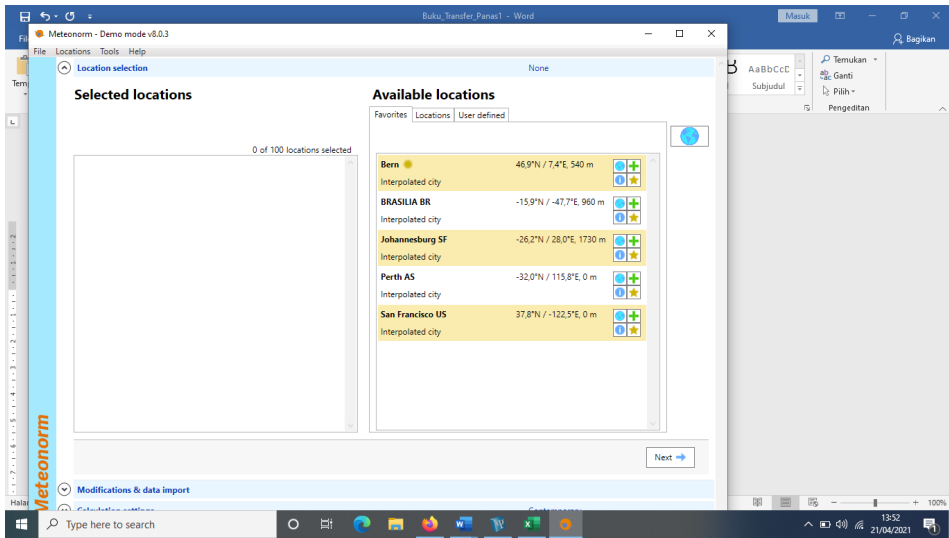 Buku_Transfer_Panas1 - Word
Masuk
Meteonorm - Demo mode v8.0.3
Bagikan
File Locations Tools Help
Location selection
None
Selected locations
Available locations
Favorites Locations User defined
0 of 100 locations selected
Bern
46,9°N / 7,4°E, 540 m
Interpolated city
BRASILIA BR
-15,9°N / -47,7°E, 960 m
Interpolated city
Johannesburg SF
-26,2°N / 28,0°E, 1730 m
Interpolated city
Perth AS
-32,0°N / 115,8°E, 0 m
Interpolated city
San Francisco US
37,8°N / -122,5°E, 0 m
Interpolated city
Next
Meteonorm
Modifications & data import
AaBbCcD
Subjudul
Temukan
Ganti
Pilih
Pengeditan
100%
Type here to search
13:52
21/04/2021